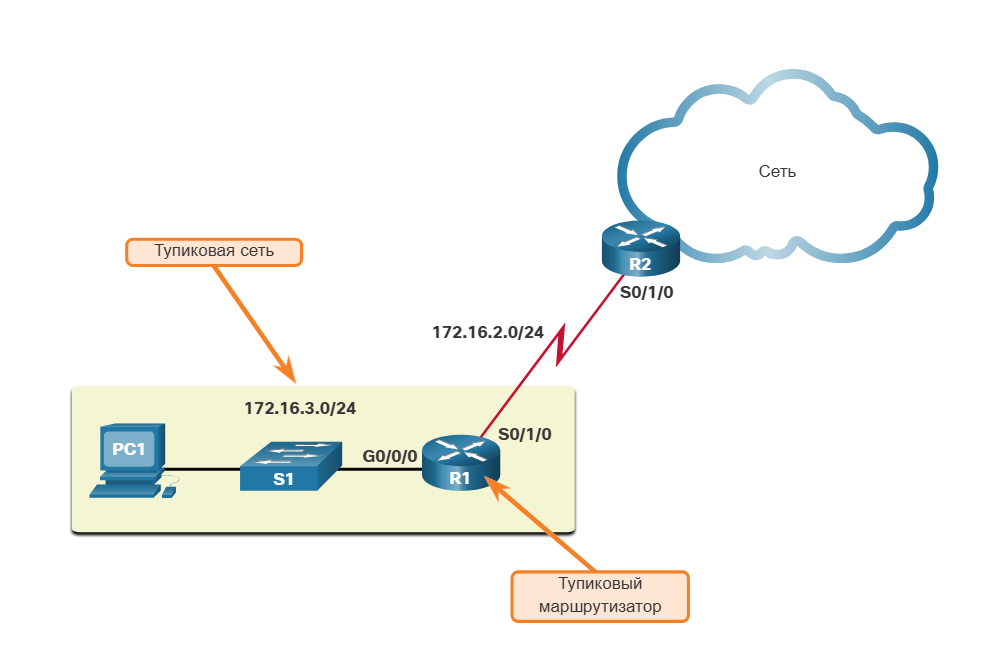 Сеть
Тупиковая сеть
R2
S0/1/0
172.16.2.0/24
172.16.3.0/24
PC1
S1
G0/0/0
S0/1/0
R1
Тупиковый
маршрутизатор